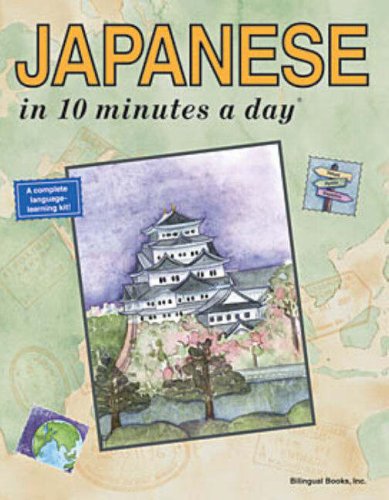 JAPANESE
in 10 minutes a day®
A complete
language-
learning kit!
Bilingual Books, Inc.